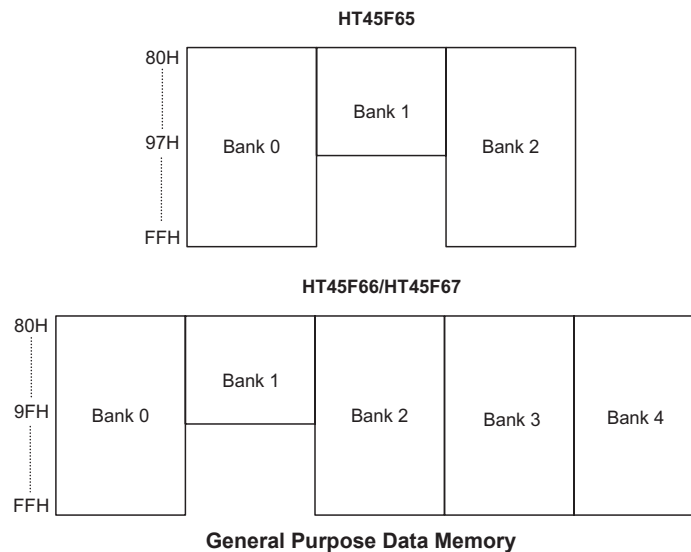 HT45F65
80H
Bank 1
97H
Bank 0
Bank 2
FFH
HT45F66/HT45F67
80H
Bank 1
9FH
Bank 0
Bank 2
Bank 3
Bank 4
FFH
General Purpose Data Memory